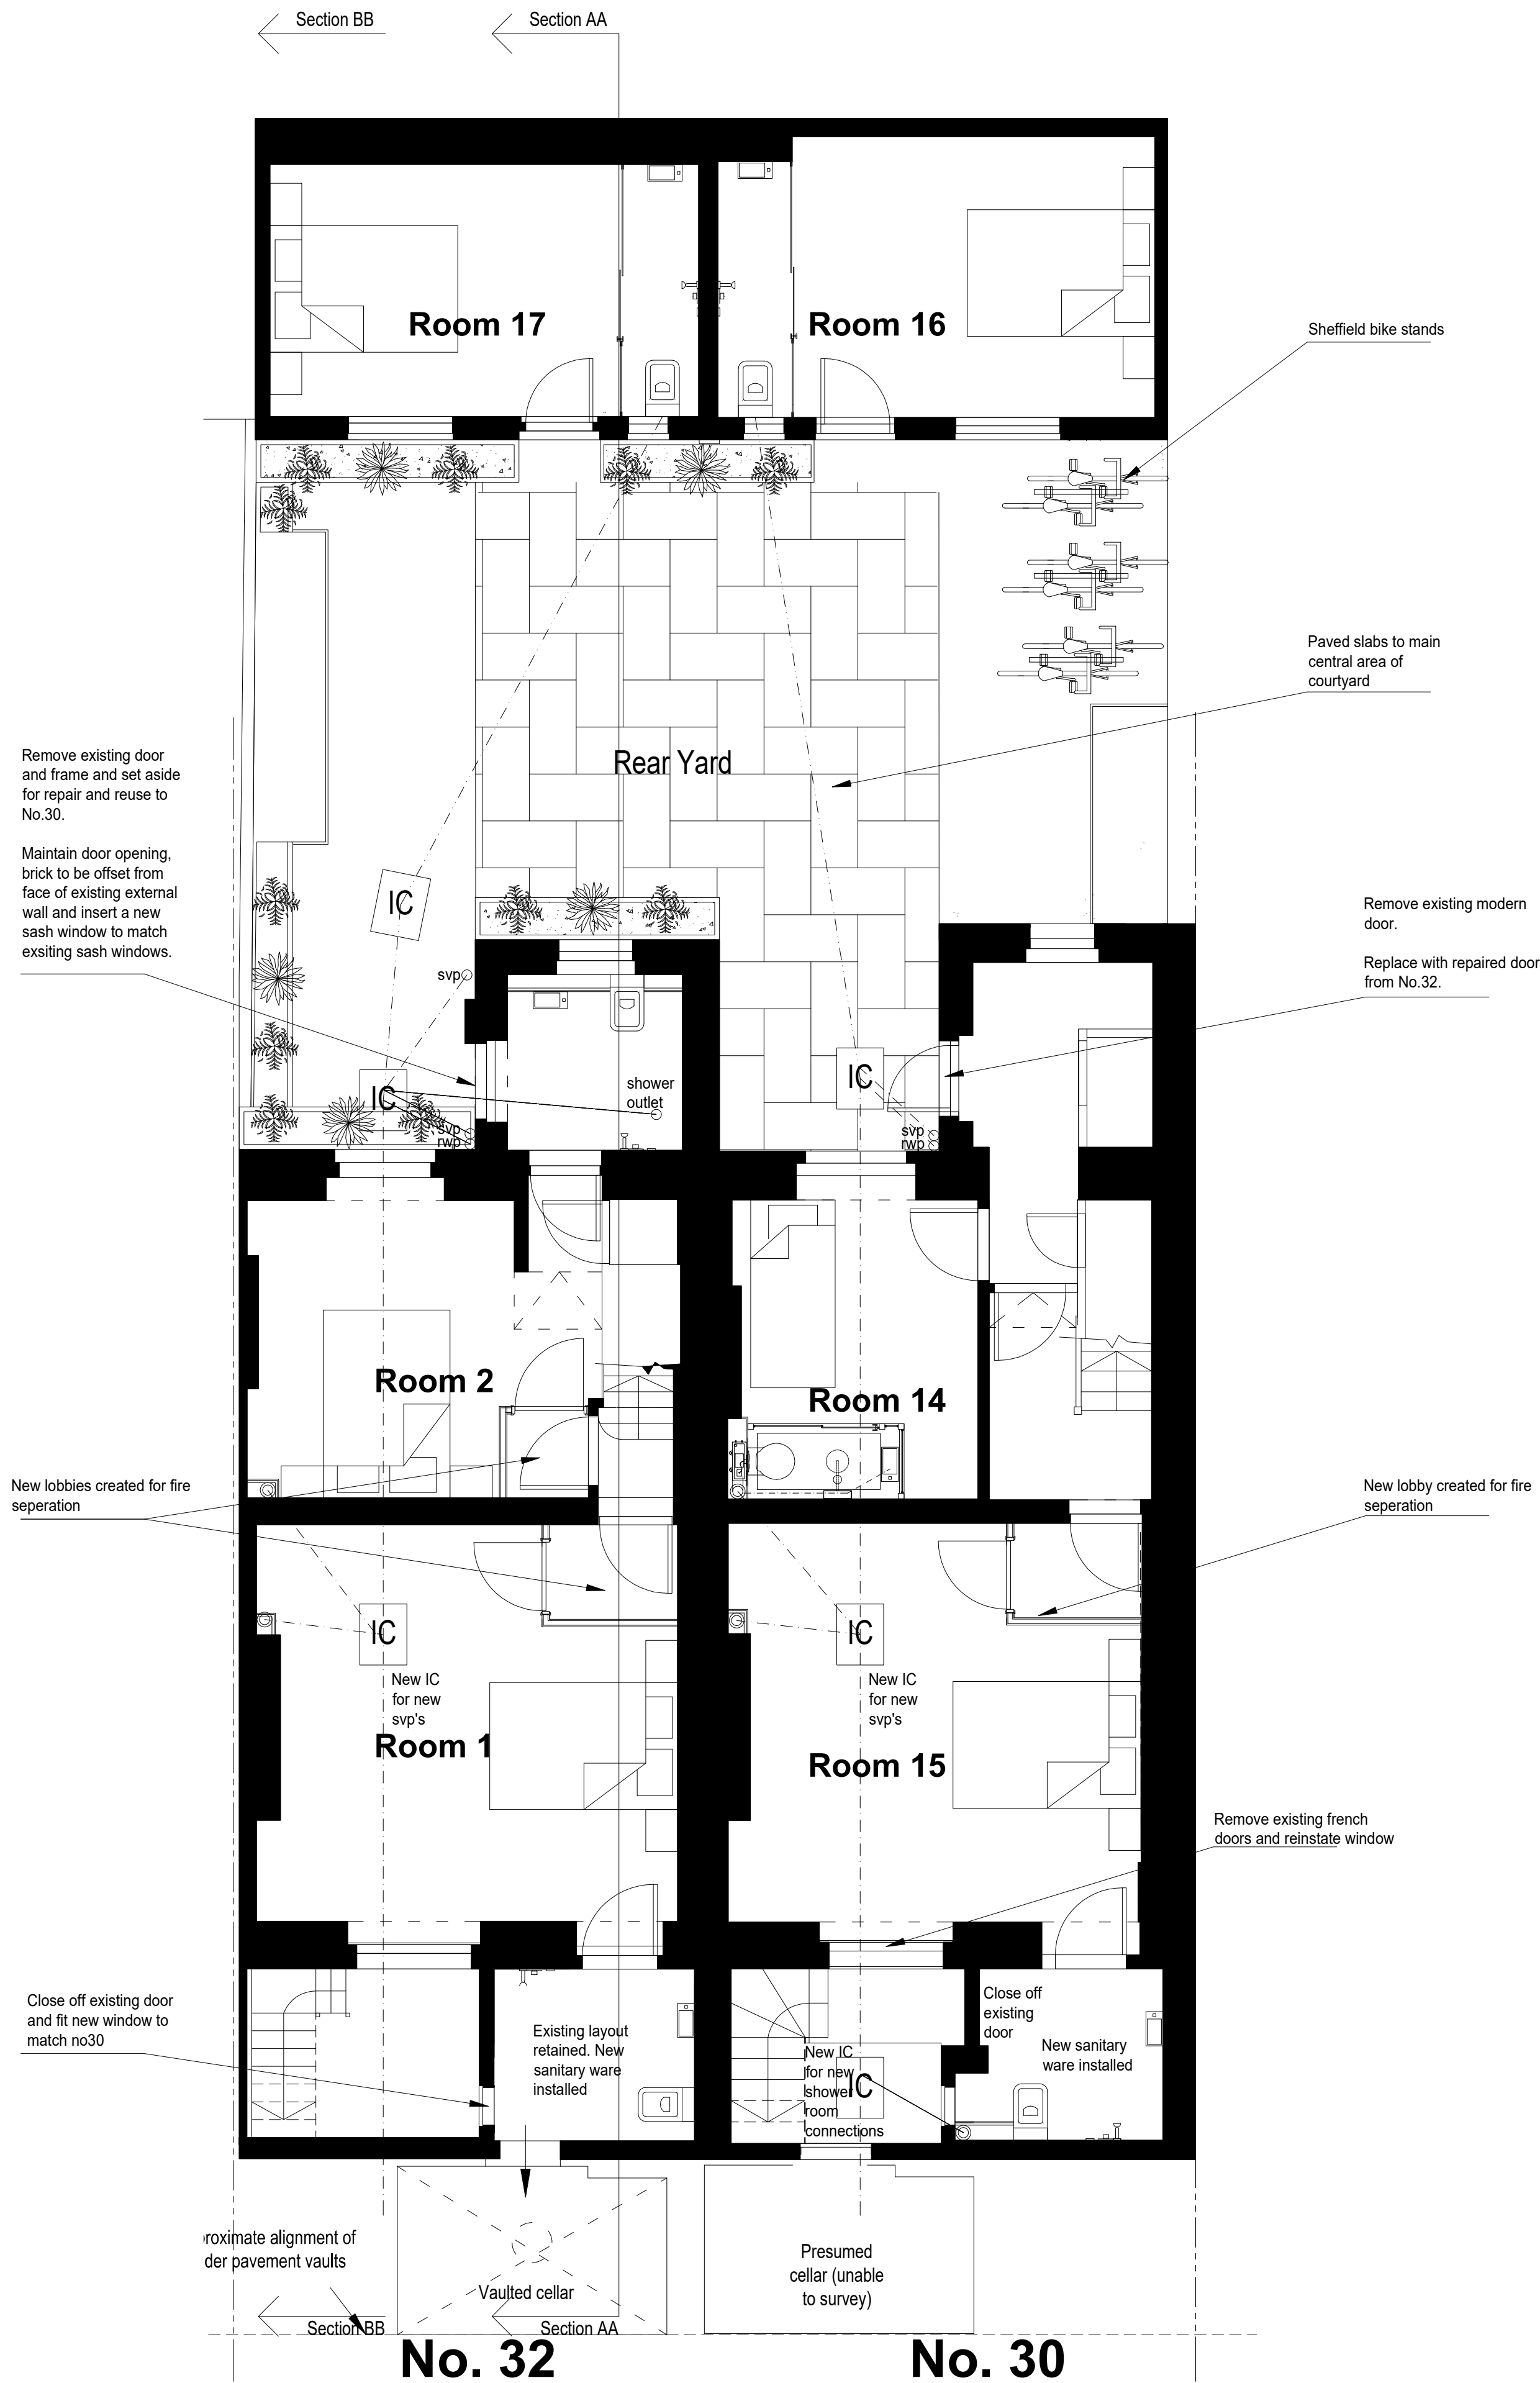 Section BB
Section AA
Room 17
Room 16
Sheffield bike stands
Paved slabs to main
central area of
courtyard
Rear Yard
Remove existing door
and frame and set aside
for repair and reuse to
No.30.
Maintain door opening,
brick to be offset from
face of existing external
wall and insert a new
sash window to match
exsiting sash windows.
IC
svp
Remove existing modern
door.
Replace with repaired door
from No.32.
IC
shower
outlet
svp
rwp
IC
svp
rwp
Room 2
Room 14
New lobbies created for fire
seperation
New lobby created for fire
seperation
IC
New IC
for new
svp's
Room 1
IC
New IC
for new
svp's
Room 15
Remove existing french
doors and reinstate window
Close off existing door
and fit new window to
match no30
Existing layout
retained. New
sanitary ware
installed
New IC
for new
shower
room
connections
IC
Close off
existing
door
New sanitary
ware installed
roximate alignment of
der pavement vaults
Vaulted cellar
Presumed
cellar (unable
to survey)
Section BB
Section AA
No. 32
No. 30